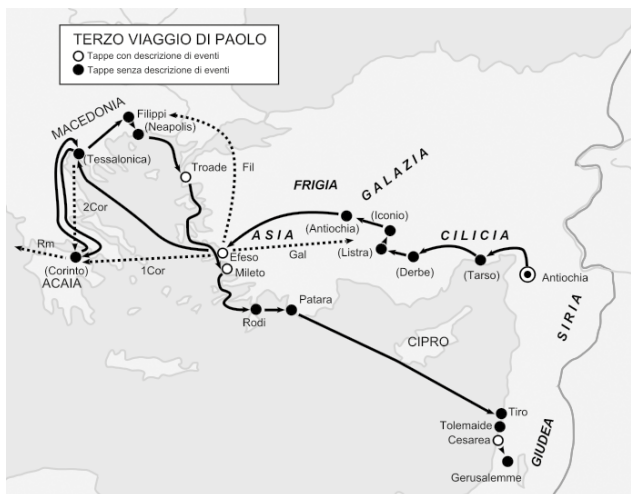 TERZO VIAGGIO DI PAOLO
Tappe con descrizione di eventi
Tappe senza descrizione di eventi
MACEDONIA
Filippi
(Neapolis)
(Tessalonica)
Troade
Fil
FRIGIA
GALAZIA
2Cor
(Antiochia)
(Iconio)
ASIA
CILICIA
Rm
(Corinto)
ACAIA
1Cor
Efeso
Gal
(Listra)
Mileto
(Derbe)
(Tarso)
Antiochia
Rodi
Patara
SIRIA
CIPRO
Tiro
Tolemaide
Cesarea
GIUDEA
Gerusalemme